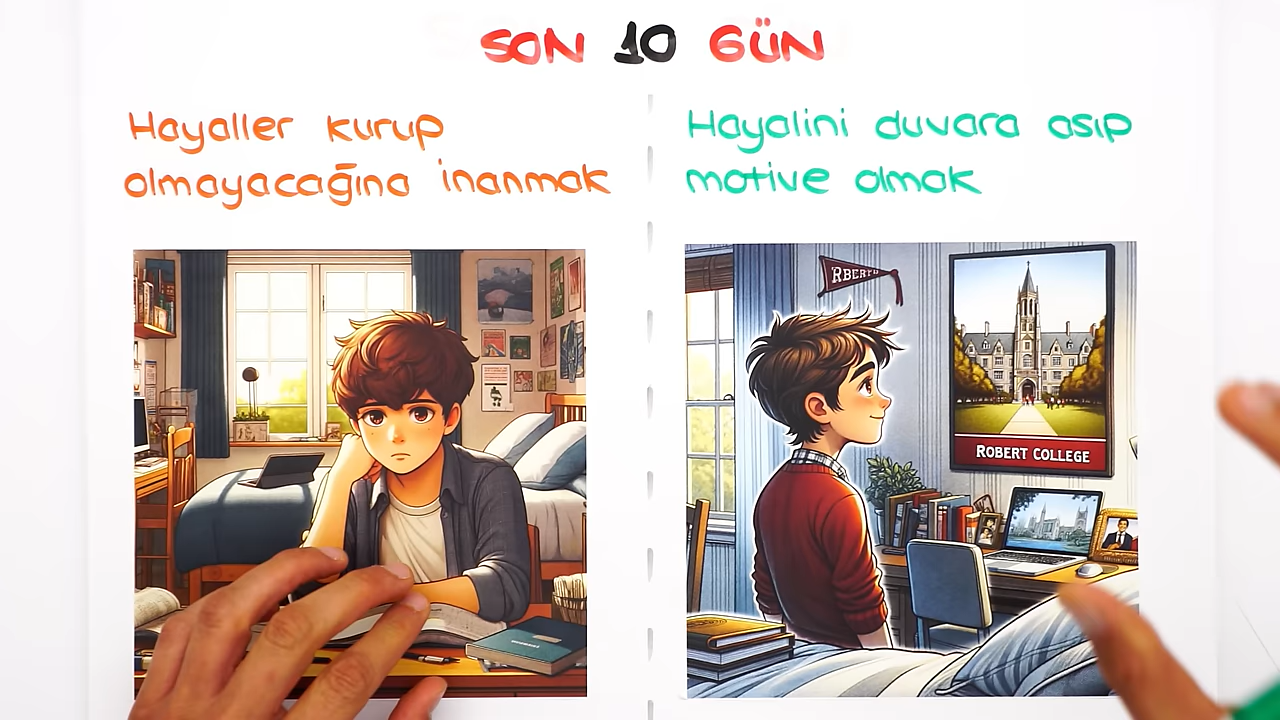 SON 10 GÜN
Hayaller kurup
olmayacağına inanmak
Hayalini duvara asıp
motive olmak
ROBERT COLLEGE